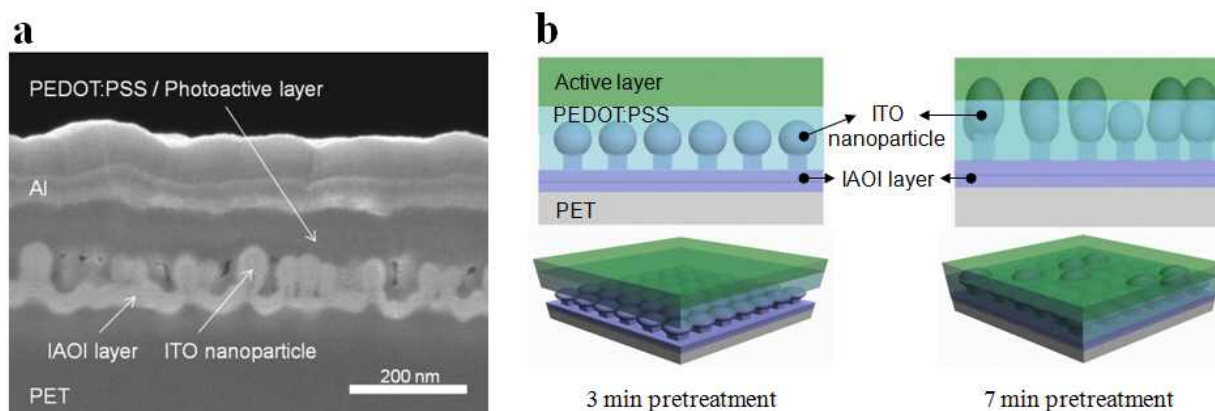 a
PEDOT:PSS / Photoactive layer
Al
IAOI layer
ITO nanoparticle
PET
200 nm
b
Active layer
PEDOT:PSS
ITO
nanoparticle
IAOI layer
PET
3 min pretreatment
7 min pretreatment